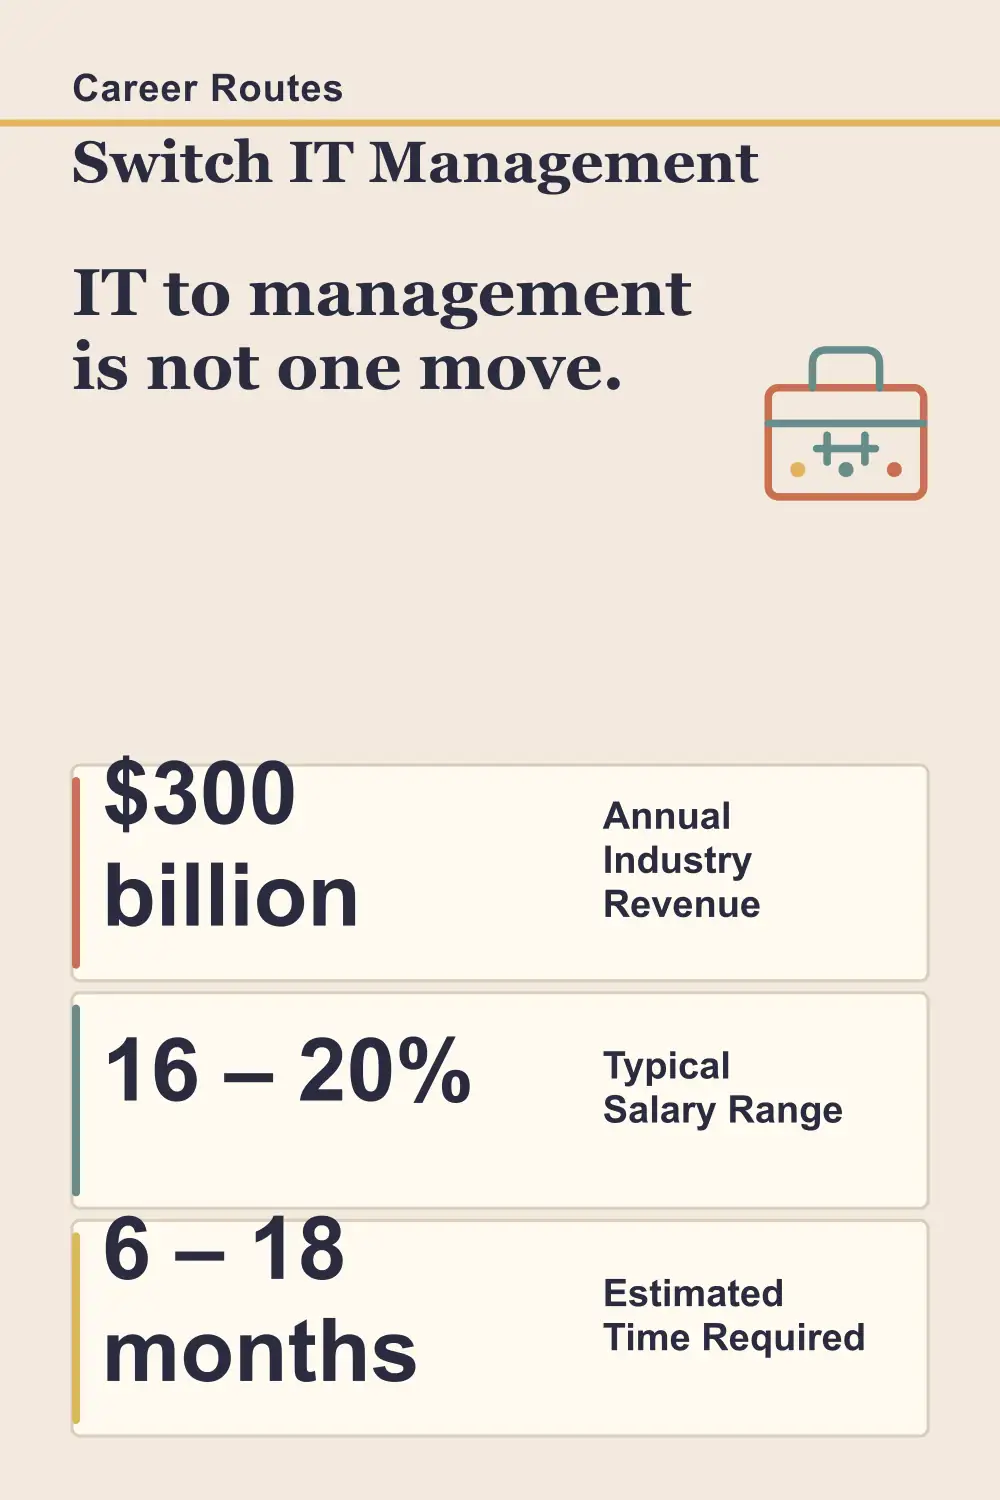 Career Routes
Switch IT Management
IT to management
is not one move.
$300
billion
Annual
Industry
Revenue
16 – 20%
Typical
Salary Range
6 – 18
months
Estimated
Time Required